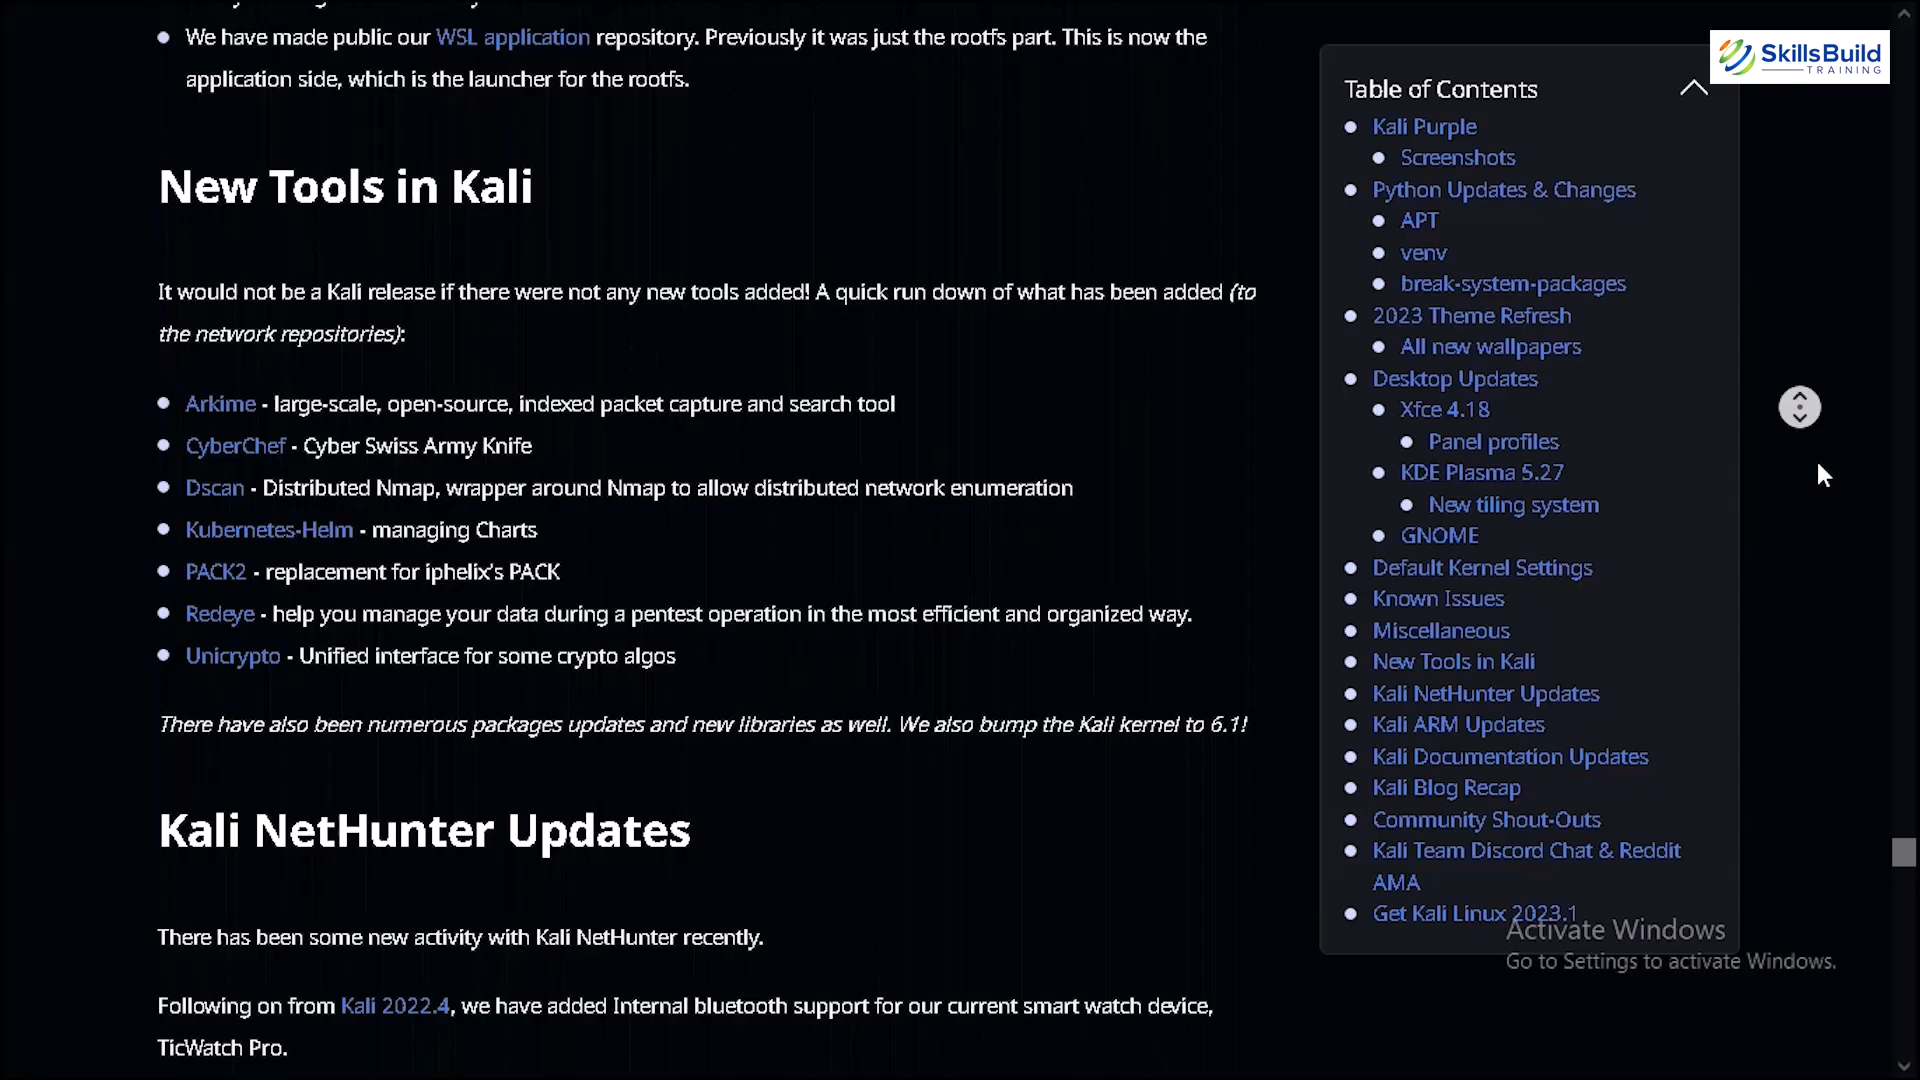 We have made public our WSL application repository. Previously it was just the rootfs part. This is now the
application side, which is the launcher for the rootfs.
New Tools in Kali
It would not be a Kali release if there were not any new tools added! A quick run down of what has been added (to
the network repositories):
Arkime - large-scale, open-source, indexed packet capture and search tool
CyberChef - Cyber Swiss Army Knife
Dscan - Distributed Nmap, wrapper around Nmap to allow distributed network enumeration
Kubernetes-Helm - managing Charts
PACK2 - replacement for iphelix's PACK
Redeye - help you manage your data during a pentest operation in the most efficient and organized way.
Unicrypto - Unified interface for some crypto algos
There have also been numerous packages updates and new libraries as well. We also bump the Kali kernel to 6.1!
Kali NetHunter Updates
There has been some new activity with Kali NetHunter recently.
Following on from Kali 2022.4, we have added Internal bluetooth support for our current smart watch device,
TicWatch Pro.
SkillsBuild
TRAINING
Table of Contents
Kali Purple
Screenshots
Python Updates & Changes
APT
venv
break-system-packages
2023 Theme Refresh
All new wallpapers
Desktop Updates
Xfce 4.18
Panel profiles
KDE Plasma 5.27
New tiling system
GNOME
Default Kernel Settings
Known Issues
Miscellaneous
New Tools in Kali
Kali NetHunter Updates
Kali ARM Updates
Kali Documentation Updates
Kali Blog Recap
Community Shout-Outs
Kali Team Discord Chat & Reddit
AMA
Get Kali Linux 2023.1
Activate Windows
Go to Settings to activate Windows.